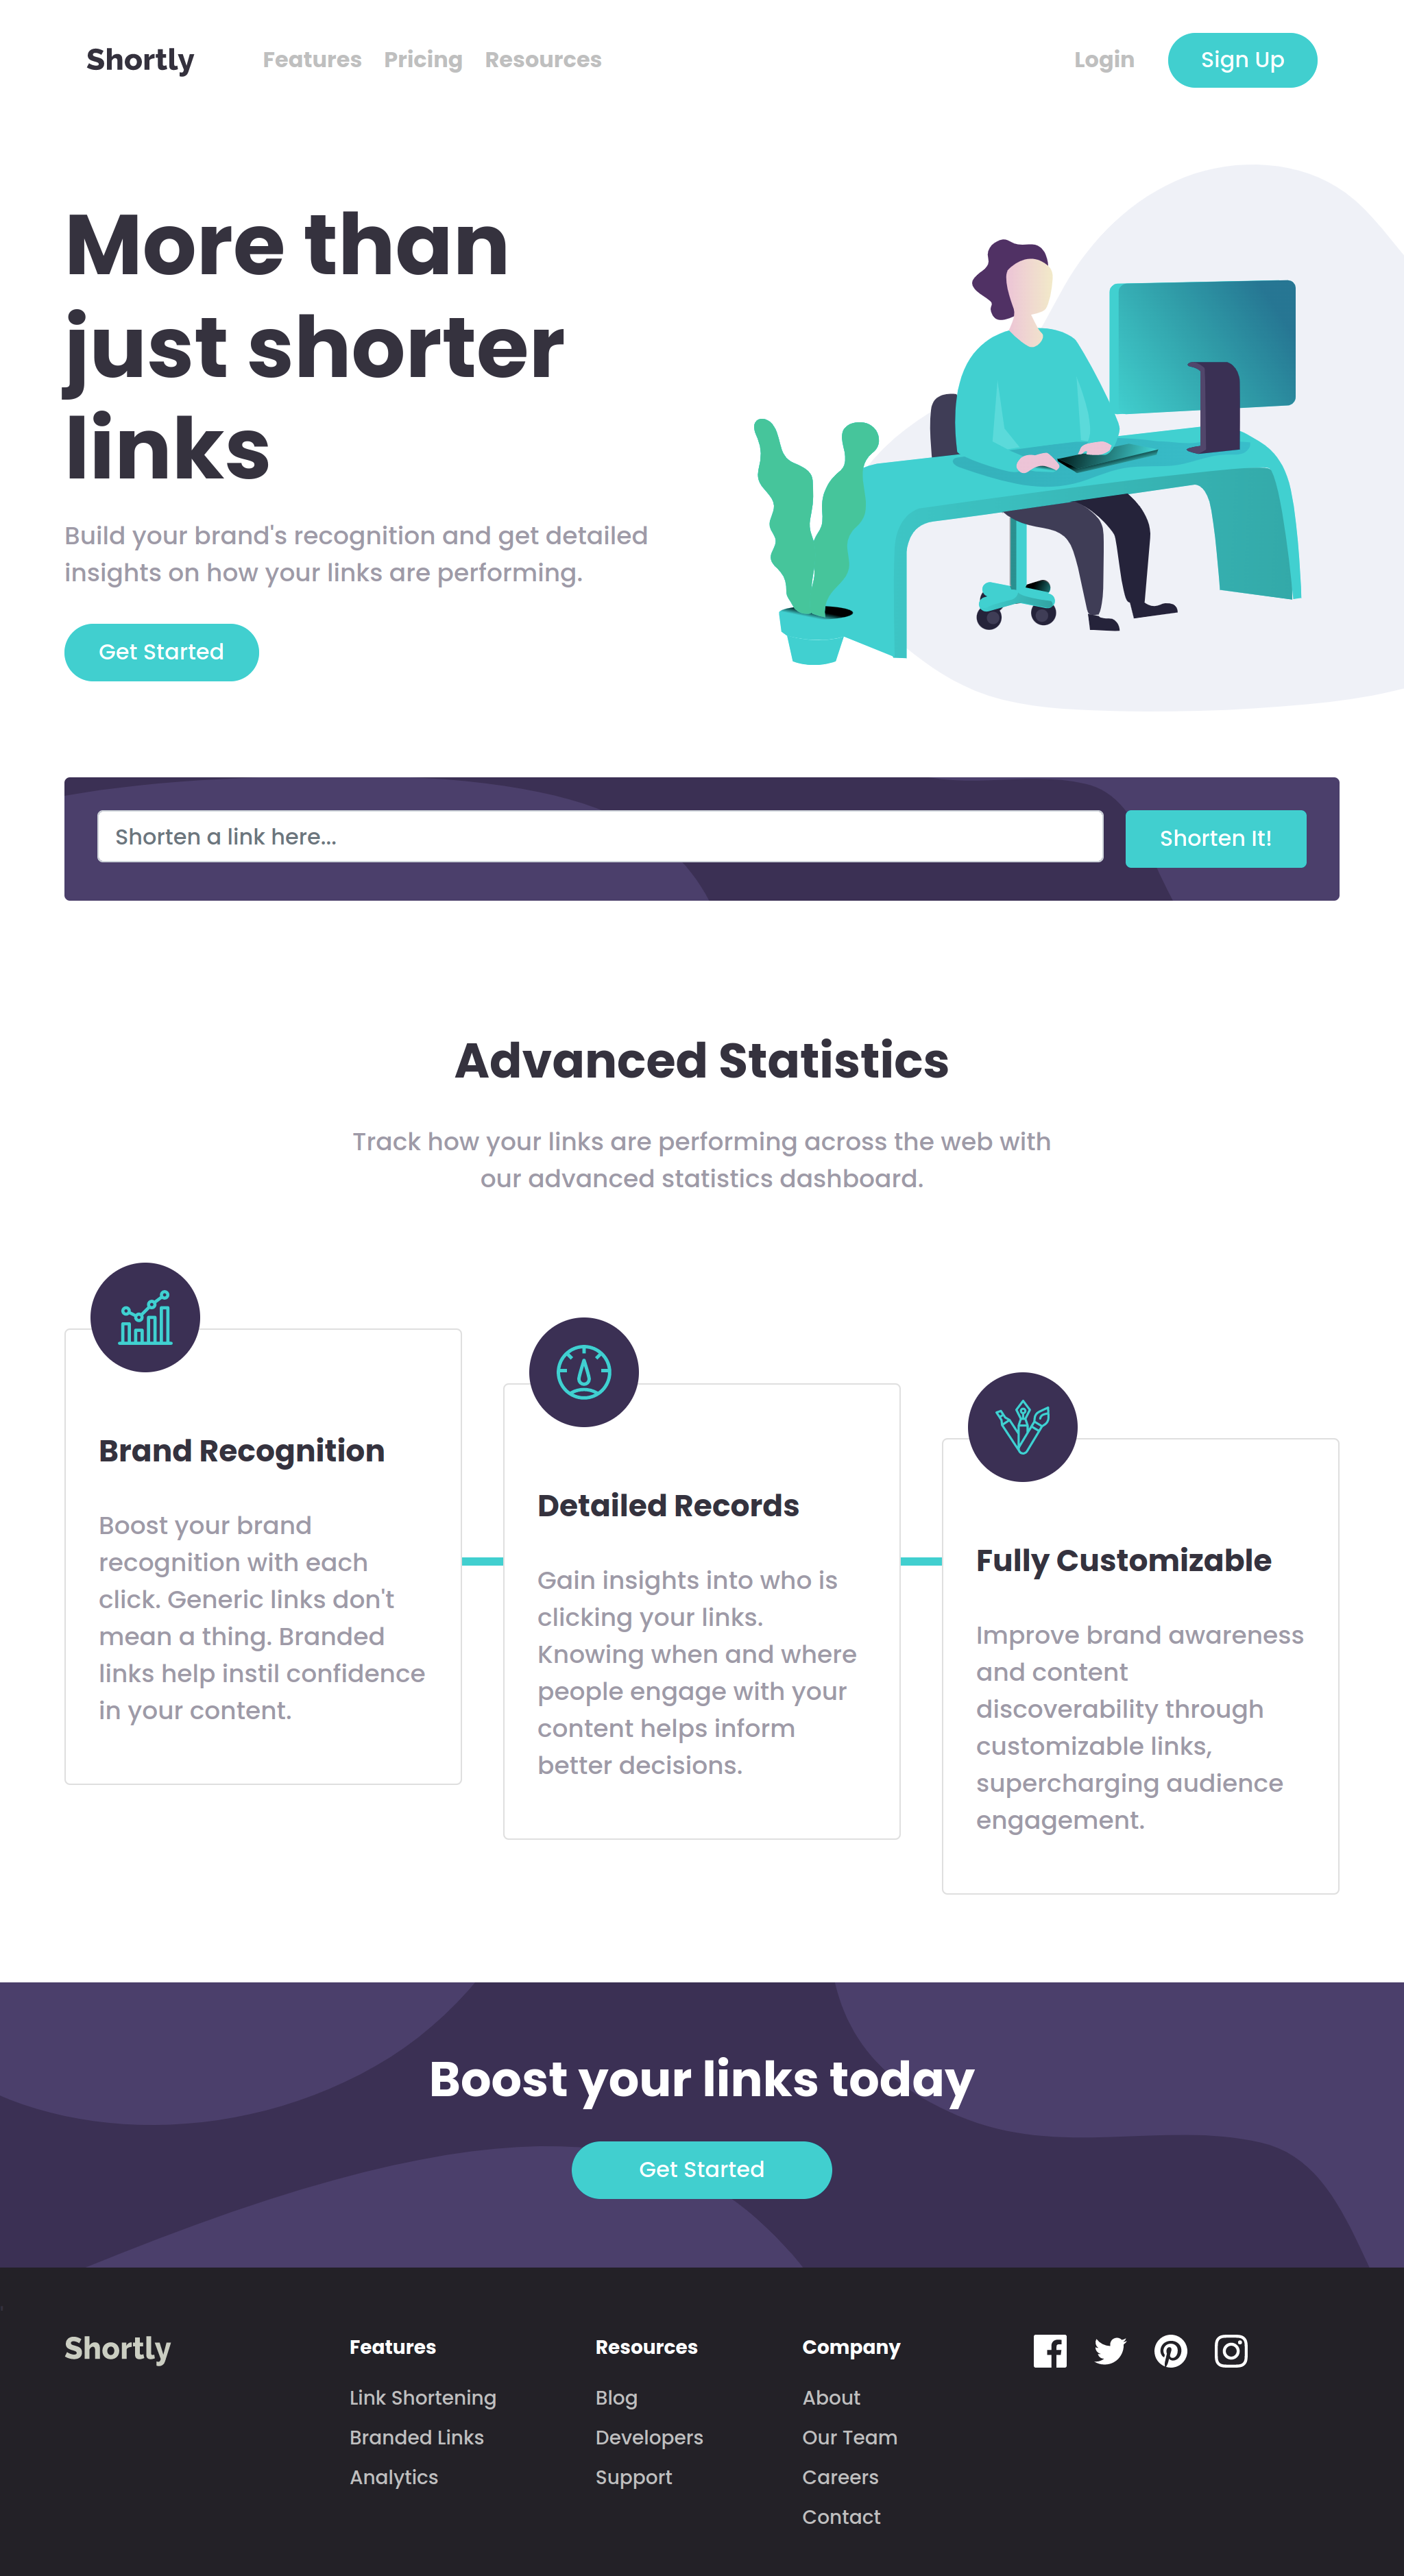 Shortly
Features Pricing Resources
Login
Sign Up
More than
just shorter
links
Build your brand's recognition and get detailed
insights on how your links are performing.
Get Started
Shorten a link here...
Shorten It!
Advanced Statistics
Track how your links are performing across the web with
our advanced statistics dashboard.
Brand Recognition
Boost your brand
recognition with each
click. Generic links don't
mean a thing. Branded
links help instil confidence
in your content.
Detailed Records
Gain insights into who is
clicking your links.
Knowing when and where
people engage with your
content helps inform
better decisions.
Fully Customizable
Improve brand awareness
and content
discoverability through
customizable links,
supercharging audience
engagement.
Boost your links today
Get Started
Shortly
Features
Link Shortening
Branded Links
Analytics
Resources
Blog
Developers
Support
Company
About
Our Team
Careers
Contact